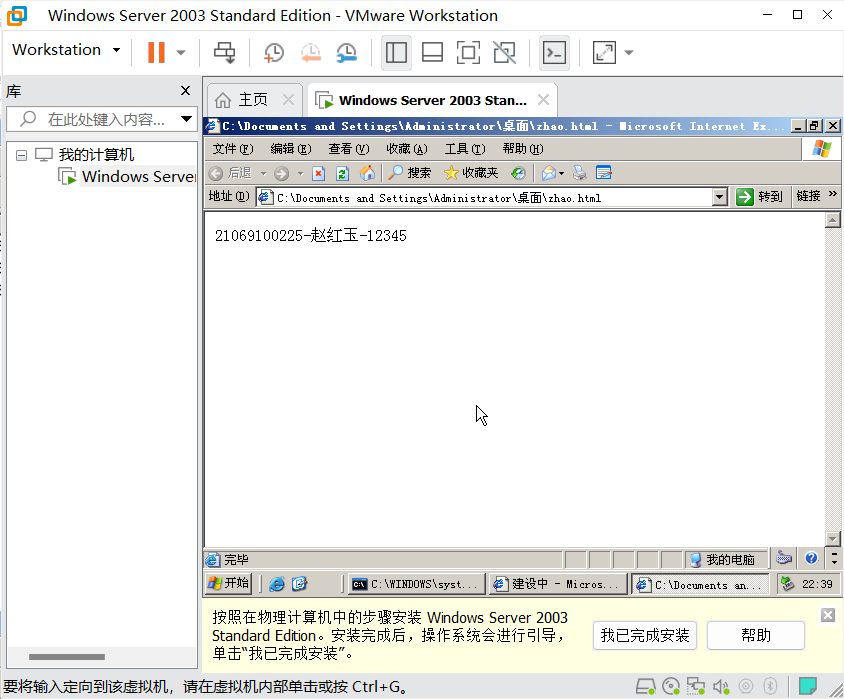 Windows Server 2003 Standard Edition - VMware Workstation
Workstation
库
在此处键入内容...
我的计算机
Windows Server
主页
Windows Server 2003 Stan...
C:\Documents and Settings\Administrator\桌面\zhao.html - Microsoft Internet Ex...
文件(F) 编辑(E) 查看(V) 收藏(A) 工具(T) 帮助(H)
后退 搜索 收藏夹
地址(D) C:\Documents and Settings\Administrator\桌面\zhao.html 转到 链接 »
21069100225-赵红玉-12345
完毕 我的电脑
开始 C:\WINDOWS\syst... 建设中 - Micros... C:\Documents an... 22:39
按照在物理计算机中的步骤安装 Windows Server 2003
Standard Edition。安装完成后，操作系统会进行引导，
单击“我已完成安装”。
我已完成安装 帮助
要将输入定向到该虚拟机，请在虚拟机内部单击或按 Ctrl+G。